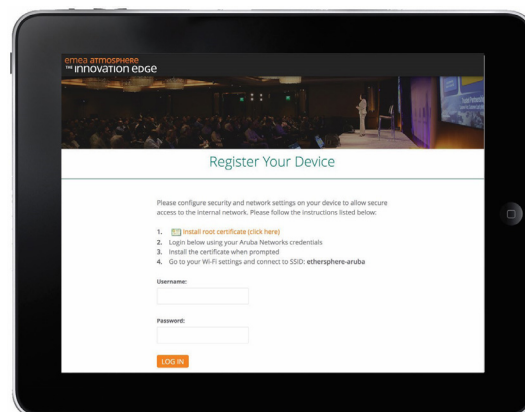 emea atmosphere
THE innovation edge
Register Your Device
Please configure security and network settings on your device to allow secure
access to the internal network. Please follow the instructions listed below:
1. Install root certificate (click here)
2. Login below using your Aruba Networks credentials
3. Install the certificate when prompted
4. Go to your Wi-Fi settings and connect to SSID: ethersphere-aruba
Username:
Password:
LOG IN